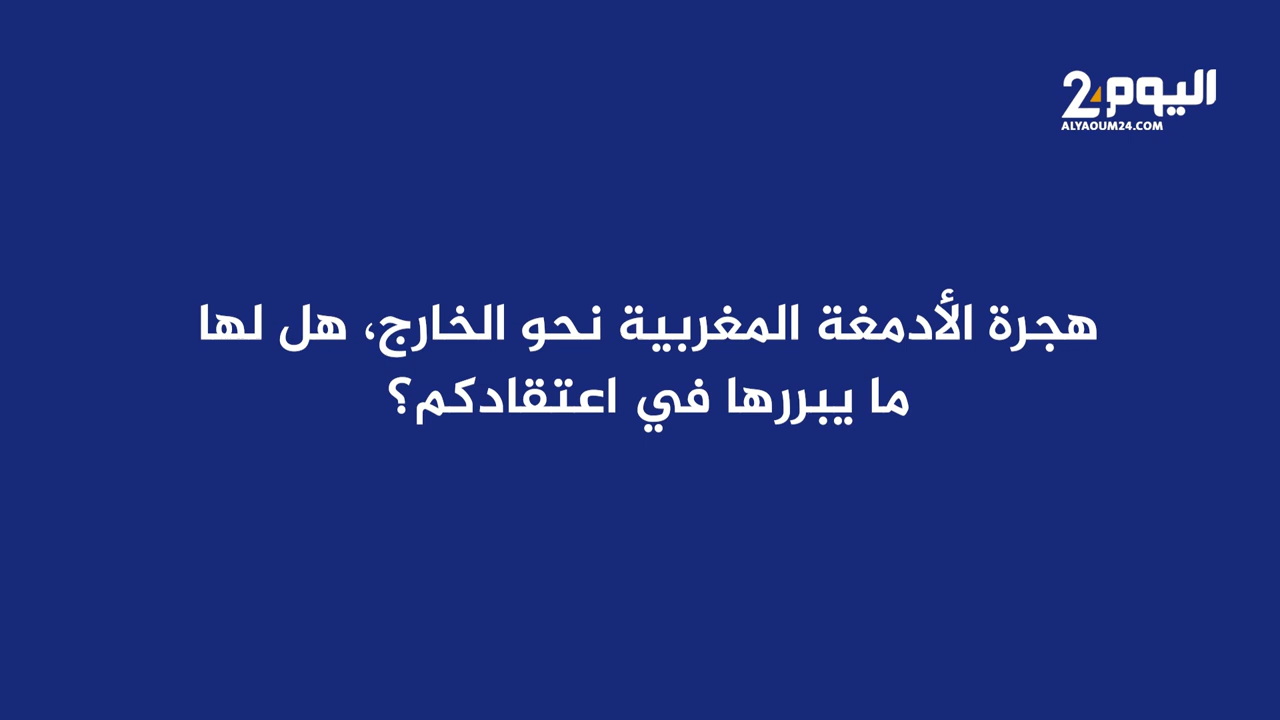 اليوم24
ALYAOUM24.COM
هجرة الأدمغة المغربية نحو الخارج، هل لها
ما يبررها في اعتقادكم؟